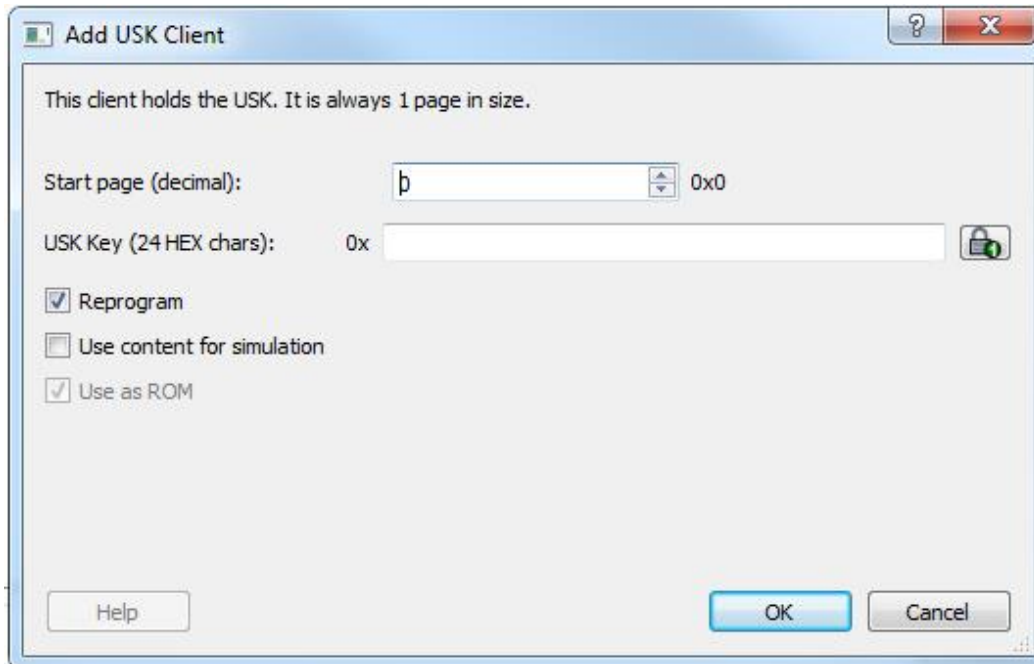 Add USK Client
This client holds the USK. It is always 1 page in size.
Start page (decimal): 0 0x0
USK Key (24 HEX chars): 0x
Reprogram
Use content for simulation
Use as ROM
Help OK Cancel